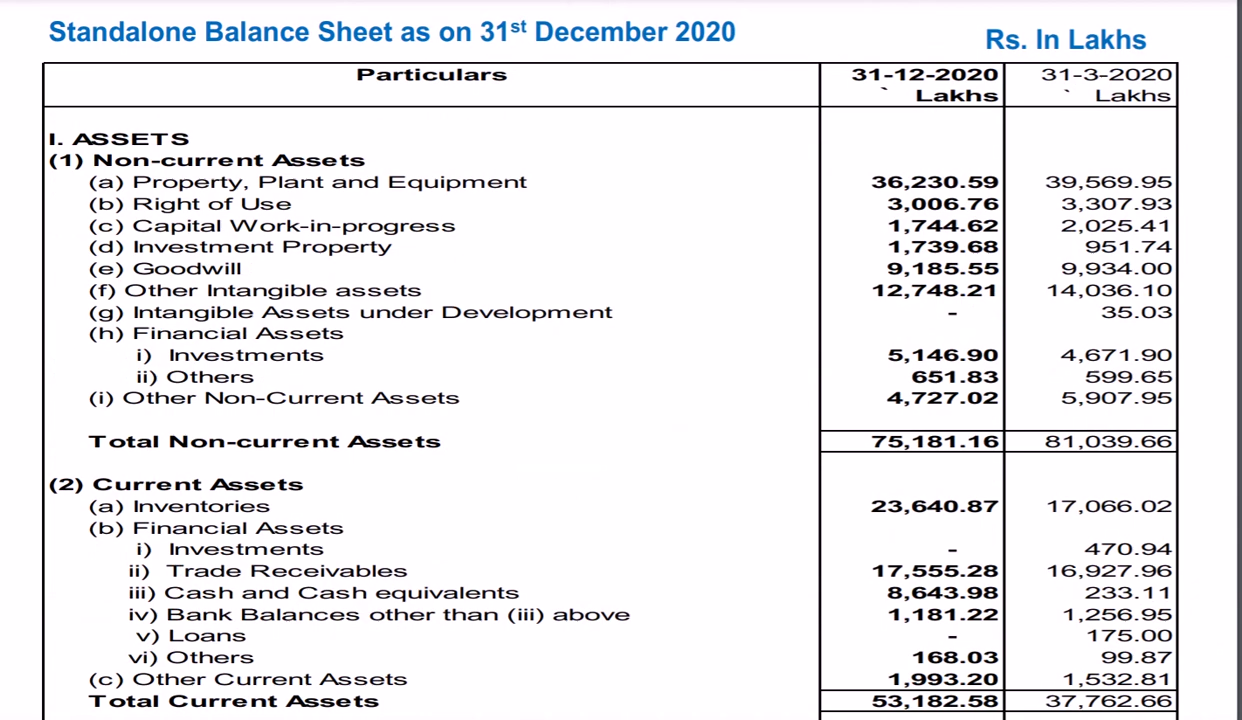 Standalone Balance Sheet as on 31st December 2020
Rs. In Lakhs
Particulars 31-12-2020 31-3-2020
` Lakhs ` Lakhs
I. ASSETS
(1) Non-current Assets
(a) Property, Plant and Equipment 36,230.59 39,569.95
(b) Right of Use 3,006.76 3,307.93
(c) Capital Work-in-progress 1,744.62 2,025.41
(d) Investment Property 1,739.68 951.74
(e) Goodwill 9,185.55 9,934.00
(f) Other Intangible assets 12,748.21 14,036.10
(g) Intangible Assets under Development - 35.03
(h) Financial Assets
i) Investments 5,146.90 4,671.90
ii) Others 651.83 599.65
(i) Other Non-Current Assets 4,727.02 5,907.95
Total Non-current Assets 75,181.16 81,039.66
(2) Current Assets
(a) Inventories 23,640.87 17,066.02
(b) Financial Assets
i) Investments - 470.94
ii) Trade Receivables 17,555.28 16,927.96
iii) Cash and Cash equivalents 8,643.98 233.11
iv) Bank Balances other than (iii) above 1,181.22 1,256.95
v) Loans - 175.00
vi) Others 168.03 99.87
(c) Other Current Assets 1,993.20 1,532.81
Total Current Assets 53,182.58 37,762.66